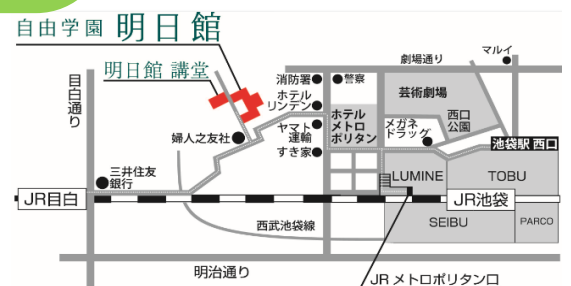 自由学園 明日館
明日館 講堂
目白通り
消防署
警察
劇場通り
マルイ
ホテル
リンデン
芸術劇場
ホテル
メトロ
ポリタン
西口
公園
メガネ
ドラッグ
ヤマト
運輸
すき家
婦人之友社
池袋駅 西口
三井住友
銀行
LUMINE
TOBU
JR目白
JR池袋
西武池袋線
SEIBU
PARCO
明治通り
JR メトロポリタン口